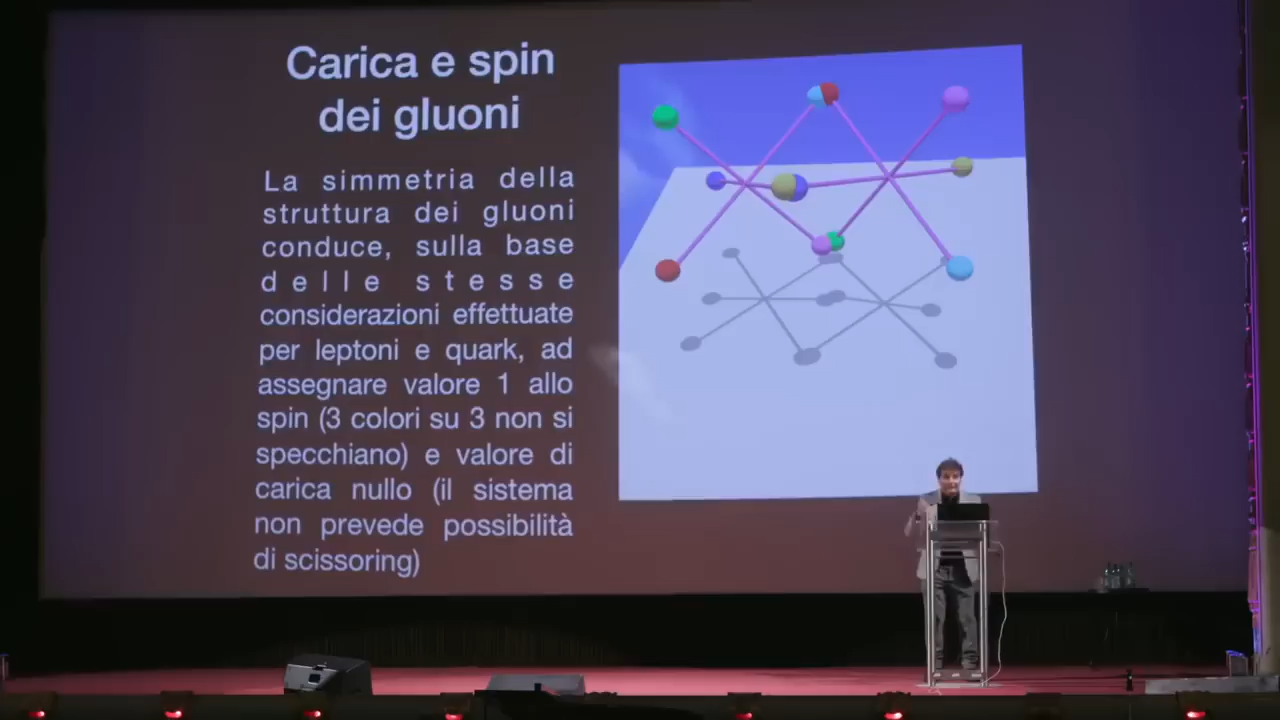 Carica e spin
dei gluoni
La simmetria della
struttura dei gluoni
conduce, sulla base
delle stesse
considerazioni effettuate
per leptoni e quark, ad
assegnare valore 1 allo
spin (3 colori su 3 non si
specchiano) e valore di
carica nullo (il sistema
non prevede possibilità
di scissoring)